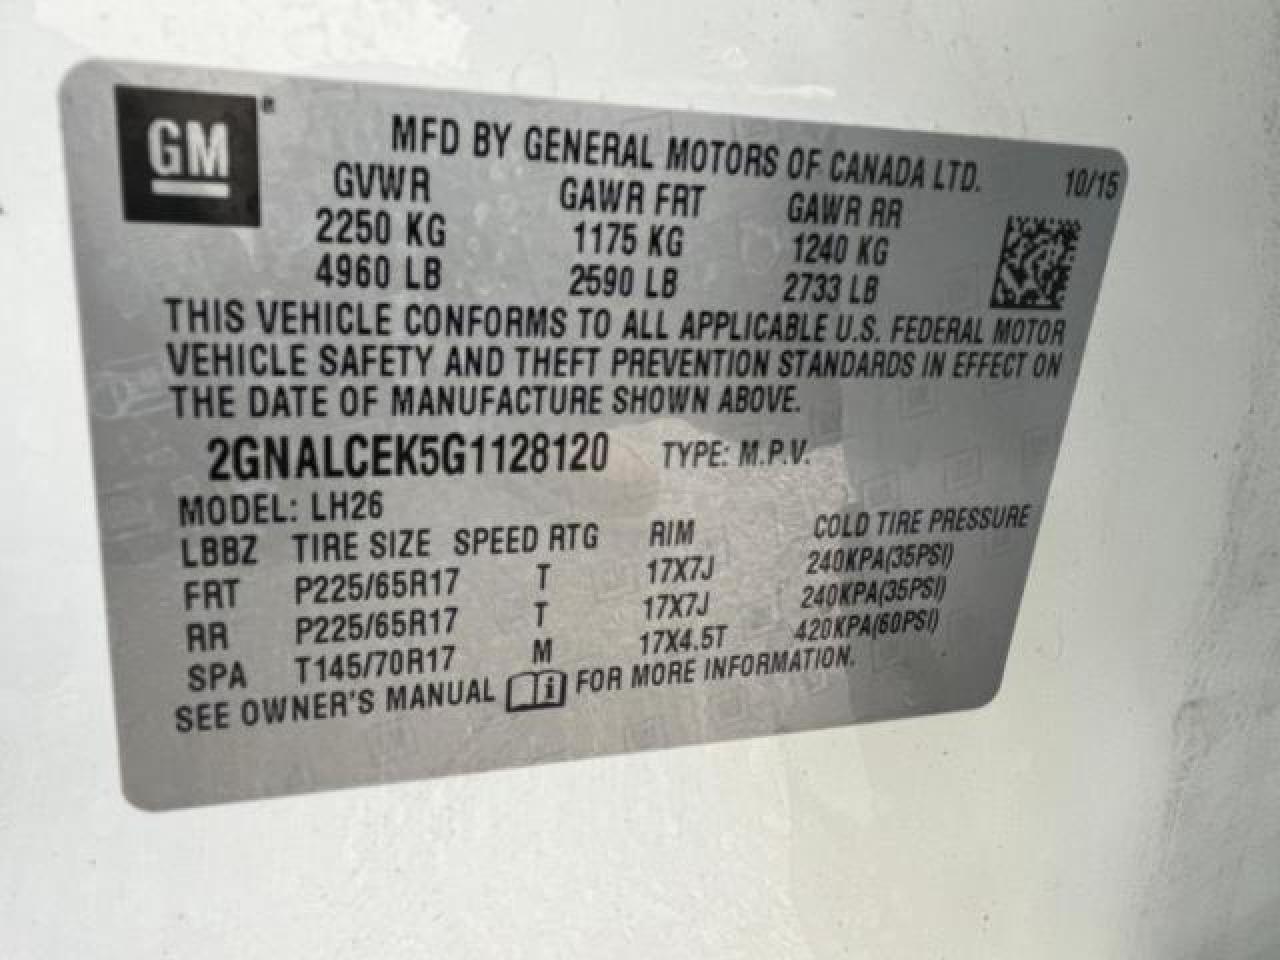 GM®
MFD BY GENERAL MOTORS OF CANADA LTD. 10/15
GVWR GAWR FRT GAWR RR
2250 KG 1175 KG 1240 KG
4960 LB 2590 LB 2733 LB
THIS VEHICLE CONFORMS TO ALL APPLICABLE U.S. FEDERAL MOTOR
VEHICLE SAFETY AND THEFT PREVENTION STANDARDS IN EFFECT ON
THE DATE OF MANUFACTURE SHOWN ABOVE.
2GNALCEK5G1128120 TYPE: M.P.V.
MODEL: LH26
LBBZ TIRE SIZE SPEED RTG RIM COLD TIRE PRESSURE
FRT P225/65R17 T 17X7J 240KPA(35PSI)
RR P225/65R17 T 17X7J 240KPA(35PSI)
SPA T145/70R17 M 17X4.5T 420KPA(60PSI)
SEE OWNER'S MANUAL i FOR MORE INFORMATION.